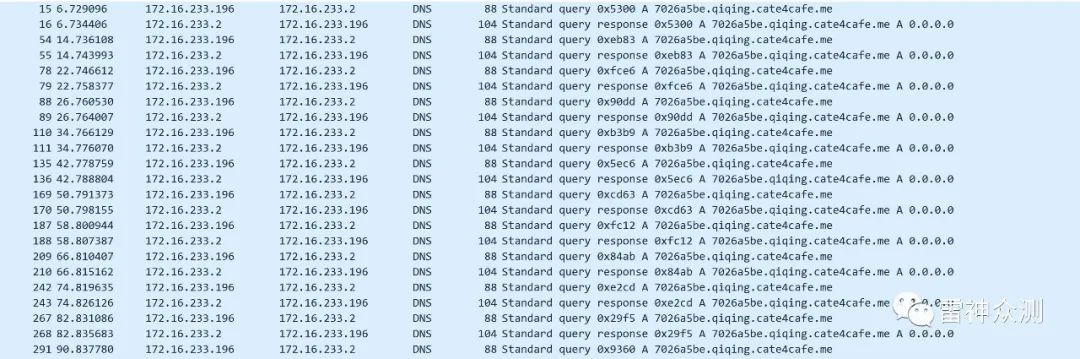 15 6.729096 172.16.233.196 172.16.233.2 DNS 88 Standard query 0x5300 A 7026a5be.qiqing.cate4cafe.me
16 6.734406 172.16.233.2 172.16.233.196 DNS 104 Standard query response 0x5300 A 7026a5be.qiqing.cate4cafe.me A 0.0.0.0
54 14.736108 172.16.233.196 172.16.233.2 DNS 88 Standard query 0xeb83 A 7026a5be.qiqing.cate4cafe.me
55 14.743993 172.16.233.2 172.16.233.196 DNS 104 Standard query response 0xeb83 A 7026a5be.qiqing.cate4cafe.me A 0.0.0.0
78 22.746612 172.16.233.196 172.16.233.2 DNS 88 Standard query 0xfce6 A 7026a5be.qiqing.cate4cafe.me
79 22.758377 172.16.233.2 172.16.233.196 DNS 104 Standard query response 0xfce6 A 7026a5be.qiqing.cate4cafe.me A 0.0.0.0
88 26.760530 172.16.233.196 172.16.233.2 DNS 88 Standard query 0x90dd A 7026a5be.qiqing.cate4cafe.me
89 26.764007 172.16.233.2 172.16.233.196 DNS 104 Standard query response 0x90dd A 7026a5be.qiqing.cate4cafe.me A 0.0.0.0
110 34.766129 172.16.233.196 172.16.233.2 DNS 88 Standard query 0xb3b9 A 7026a5be.qiqing.cate4cafe.me
111 34.776070 172.16.233.2 172.16.233.196 DNS 104 Standard query response 0xb3b9 A 7026a5be.qiqing.cate4cafe.me A 0.0.0.0
135 42.778759 172.16.233.196 172.16.233.2 DNS 88 Standard query 0x5ec6 A 7026a5be.qiqing.cate4cafe.me
136 42.788804 172.16.233.2 172.16.233.196 DNS 104 Standard query response 0x5ec6 A 7026a5be.qiqing.cate4cafe.me A 0.0.0.0
169 50.791373 172.16.233.196 172.16.233.2 DNS 88 Standard query 0xcd63 A 7026a5be.qiqing.cate4cafe.me
170 50.798155 172.16.233.2 172.16.233.196 DNS 104 Standard query response 0xcd63 A 7026a5be.qiqing.cate4cafe.me A 0.0.0.0
187 58.800944 172.16.233.196 172.16.233.2 DNS 88 Standard query 0xfc12 A 7026a5be.qiqing.cate4cafe.me
188 58.807387 172.16.233.2 172.16.233.196 DNS 104 Standard query response 0xfc12 A 7026a5be.qiqing.cate4cafe.me A 0.0.0.0
209 66.810407 172.16.233.196 172.16.233.2 DNS 88 Standard query 0x84ab A 7026a5be.qiqing.cate4cafe.me
210 66.815162 172.16.233.2 172.16.233.196 DNS 104 Standard query response 0x84ab A 7026a5be.qiqing.cate4cafe.me A 0.0.0.0
242 74.819635 172.16.233.196 172.16.233.2 DNS 88 Standard query 0xe2cd A 7026a5be.qiqing.cate4cafe.me
243 74.826126 172.16.233.2 172.16.233.196 DNS 104 Standard query response 0xe2cd A 7026a5be.qiqing.cate4cafe.me A 0.0.0.0
267 82.831086 172.16.233.196 172.16.233.2 DNS 88 Standard query 0x29f5 A 7026a5be.qiqing.cate4cafe.me
268 82.835683 172.16.233.2 172.16.233.196 DNS 104 Standard query response 0x29f5 A 7026a5be.qiqing.cate4cafe.me A 0.0.0.0
291 90.837780 172.16.233.196 172.16.233.2 DNS 88 Standard query 0x9360 A 7026a5be.qiqing.cate4cafe.me
雷神众测